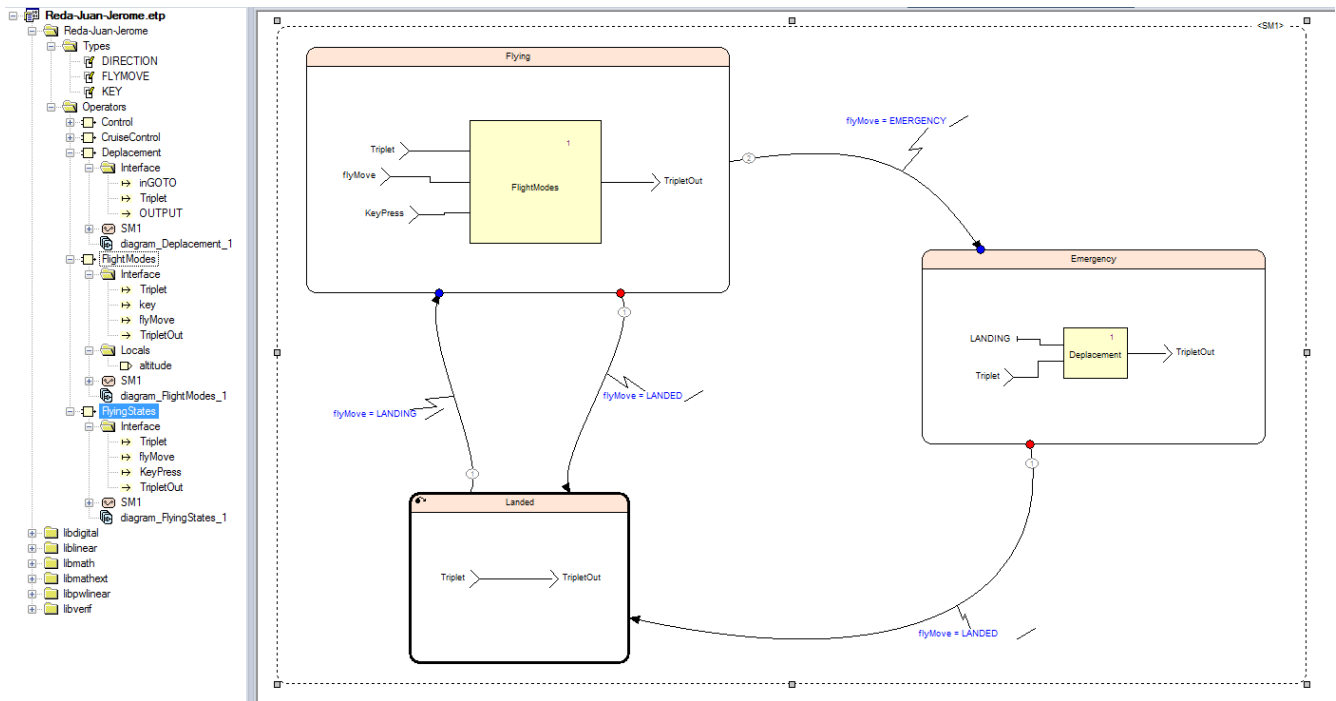 Reda-Juan-Jerome.etp
Reda-Juan-Jerome
Types
DIRECTION
FLYMOVE
KEY
Operators
Control
CruiseControl
Deplacement
Interface
inGOTO
Triplet
OUTPUT
SM1
diagram_Deplacement_1
FlightModes
Interface
Triplet
key
flyMove
TripletOut
Locals
altitude
SM1
diagram_FlightModes_1
FlyingStates
Interface
Triplet
flyMove
KeyPress
TripletOut
SM1
diagram_FlyingStates_1
libdigital
liblinear
libmath
libmathext
libpwlinear
libverif
<SM1>
Flying
1
Triplet
flyMove
KeyPress
FlightModes
TripletOut
2
flyMove = EMERGENCY
Emergency
LANDING
1
Deplacement
Triplet
TripletOut
1
flyMove = LANDED
flyMove = LANDING
1
1
Landed
Triplet
TripletOut
flyMove = LANDED